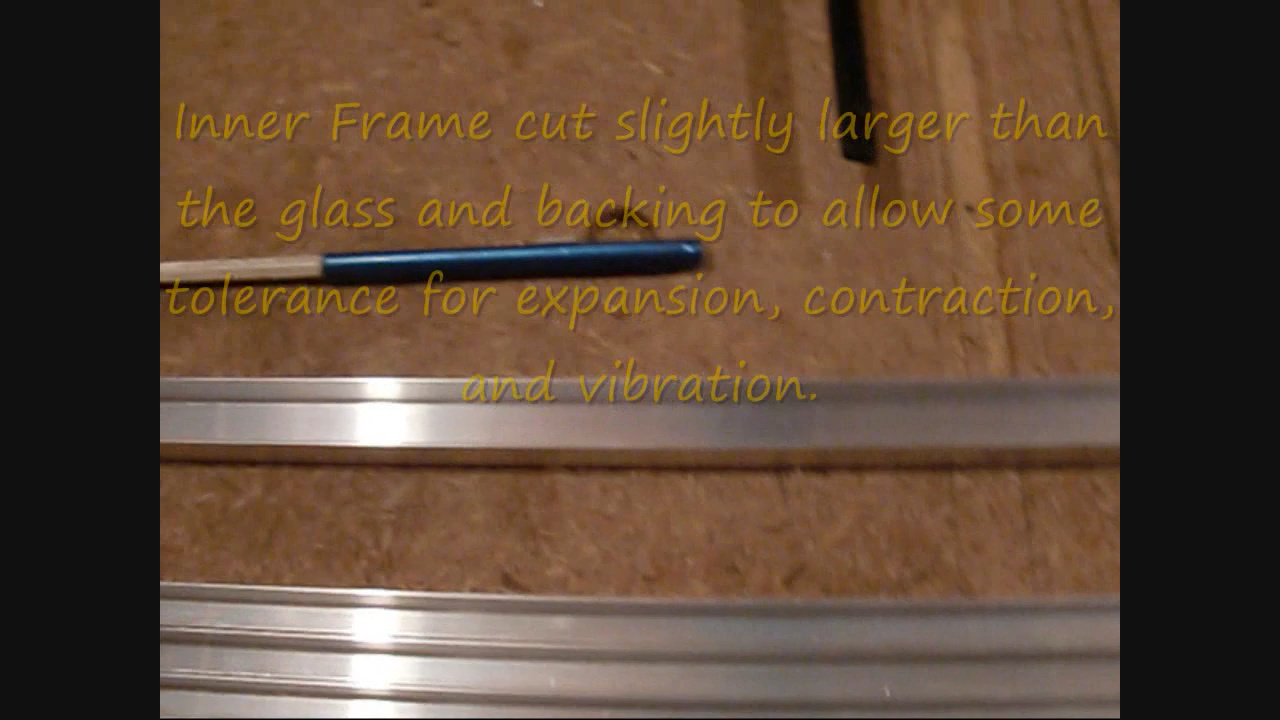 Inner Frame cut slightly larger than
the glass and backing to allow some
tolerance for expansion, contraction,
and vibration.